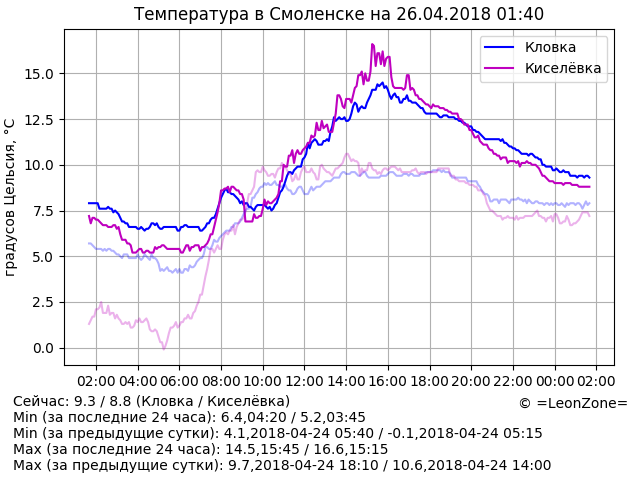 Температура в Смоленске на 26.04.2018 01:40
градусов Цельсия, °C
15.0
12.5
10.0
7.5
5.0
2.5
0.0
Кловка
Киселёвка
02:00 04:00 06:00 08:00 10:00 12:00 14:00 16:00 18:00 20:00 22:00 00:00 02:00
Сейчас: 9.3 / 8.8 (Кловка / Киселёвка)
© =LeonZone=
Min (за последние 24 часа): 6.4,04:20 / 5.2,03:45
Min (за предыдущие сутки): 4.1,2018-04-24 05:40 / -0.1,2018-04-24 05:15
Max (за последние 24 часа): 14.5,15:45 / 16.6,15:15
Max (за предыдущие сутки): 9.7,2018-04-24 18:10 / 10.6,2018-04-24 14:00